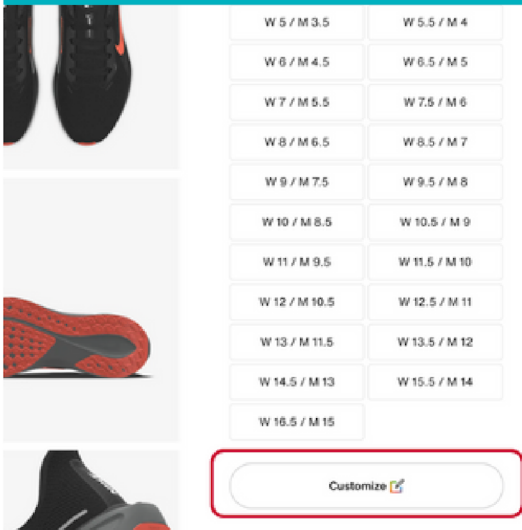 W 5 / M 3.5 W 5.5 / M 4
W 6 / M 4.5 W 6.5 / M 5
W 7 / M 5.5 W 7.5 / M 6
W 8 / M 6.5 W 8.5 / M 7
W 9 / M 7.5 W 9.5 / M 8
W 10 / M 8.5 W 10.5 / M 9
W 11 / M 9.5 W 11.5 / M 10
W 12 / M 10.5 W 12.5 / M 11
W 13 / M 11.5 W 13.5 / M 12
W 14.5 / M 13 W 15.5 / M 14
W 16.5 / M 15
Customize